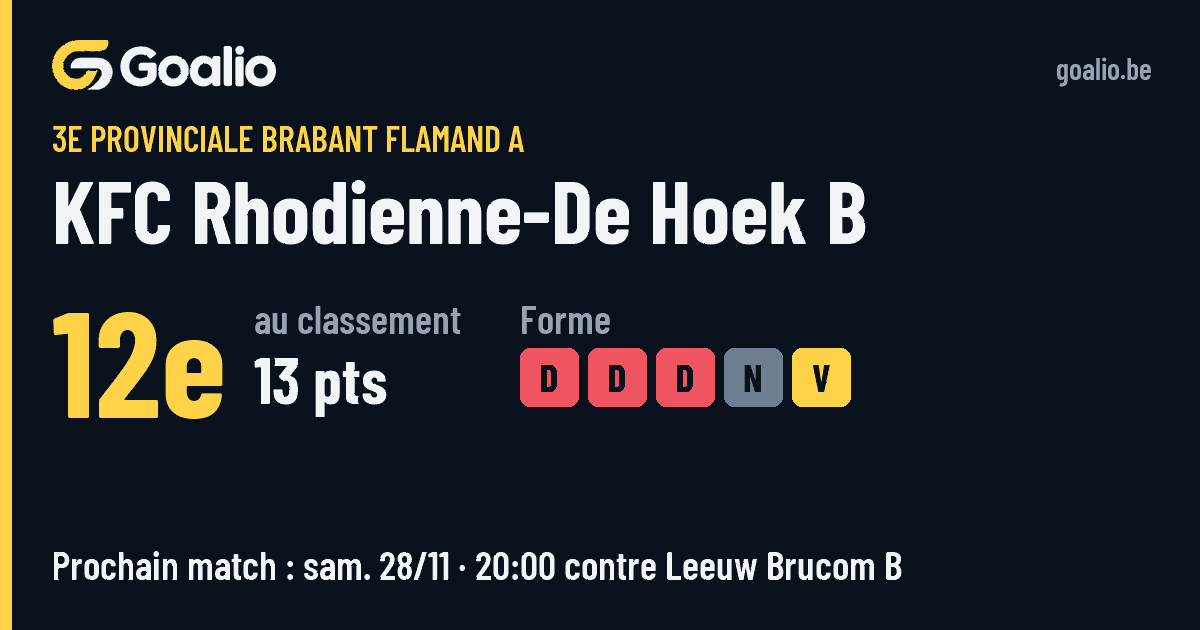 Goalio
goalio.be
3E PROVINCIALE BRABANT FLAMAND A
KFC Rhodienne-De Hoek B
12e
au classement
13 pts
Forme
D D D N V
Prochain match : sam. 28/11 · 20:00 contre Leeuw Brucom B